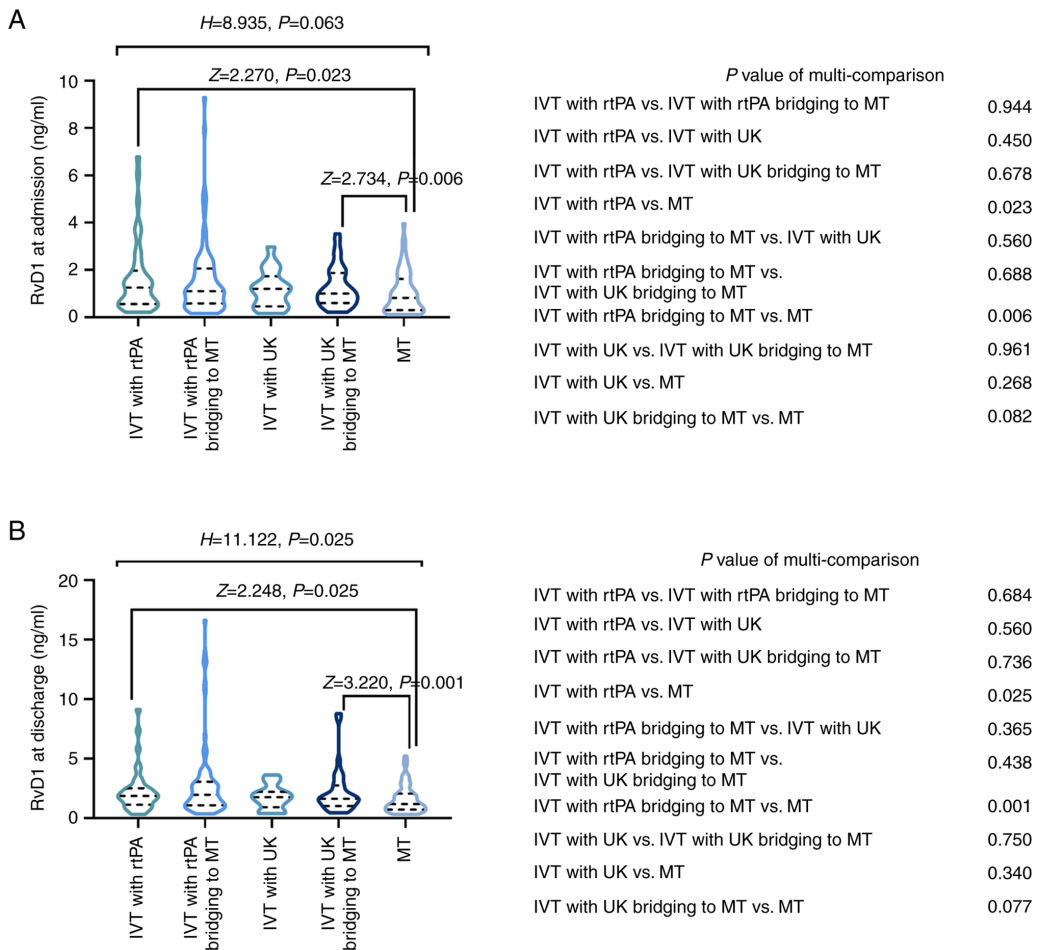 A
H=8.935, P=0.063
Z=2.270, P=0.023
Z=2.734, P=0.006
RvD1 at admission (ng/ml)
10
8
6
4
2
0
IVT with rtPA
IVT with rtPA
bridging to MT
IVT with UK
IVT with UK
bridging to MT
MT
P value of multi-comparison
IVT with rtPA vs. IVT with rtPA bridging to MT 0.944
IVT with rtPA vs. IVT with UK 0.450
IVT with rtPA vs. IVT with UK bridging to MT 0.678
IVT with rtPA vs. MT 0.023
IVT with rtPA bridging to MT vs. IVT with UK 0.560
IVT with rtPA bridging to MT vs. 0.688
IVT with UK bridging to MT
IVT with rtPA bridging to MT vs. MT 0.006
IVT with UK vs. IVT with UK bridging to MT 0.961
IVT with UK vs. MT 0.268
IVT with UK bridging to MT vs. MT 0.082
B
H=11.122, P=0.025
Z=2.248, P=0.025
Z=3.220, P=0.001
RvD1 at discharge (ng/ml)
20
15
10
5
0
IVT with rtPA
IVT with rtPA
bridging to MT
IVT with UK
IVT with UK
bridging to MT
MT
P value of multi-comparison
IVT with rtPA vs. IVT with rtPA bridging to MT 0.684
IVT with rtPA vs. IVT with UK 0.560
IVT with rtPA vs. IVT with UK bridging to MT 0.736
IVT with rtPA vs. MT 0.025
IVT with rtPA bridging to MT vs. IVT with UK 0.365
IVT with rtPA bridging to MT vs. 0.438
IVT with UK bridging to MT
IVT with rtPA bridging to MT vs. MT 0.001
IVT with UK vs. IVT with UK bridging to MT 0.750
IVT with UK vs. MT 0.340
IVT with UK bridging to MT vs. MT 0.077